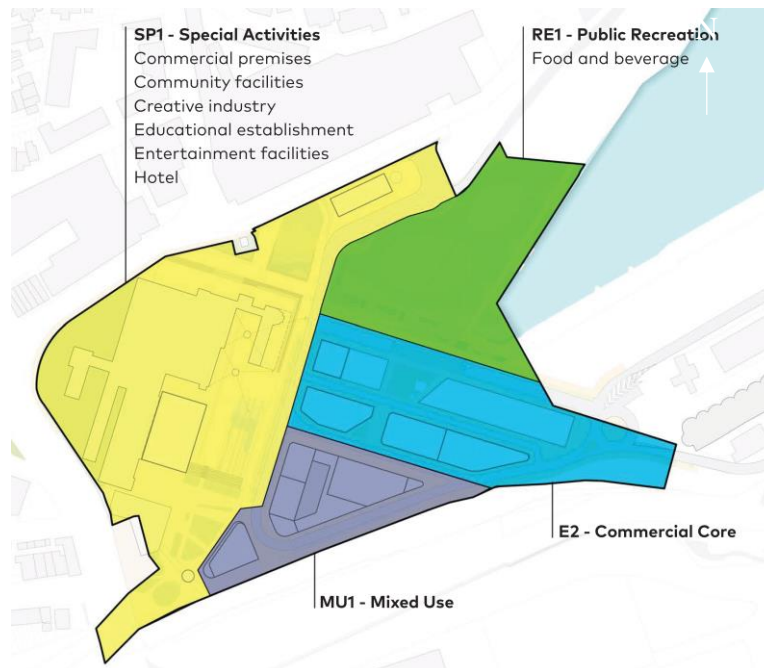 SP1 - Special Activities
Commercial premises
Community facilities
Creative industry
Educational establishment
Entertainment facilities
Hotel
RE1 - Public Recreation
Food and beverage
N
E2 - Commercial Core
MU1 - Mixed Use